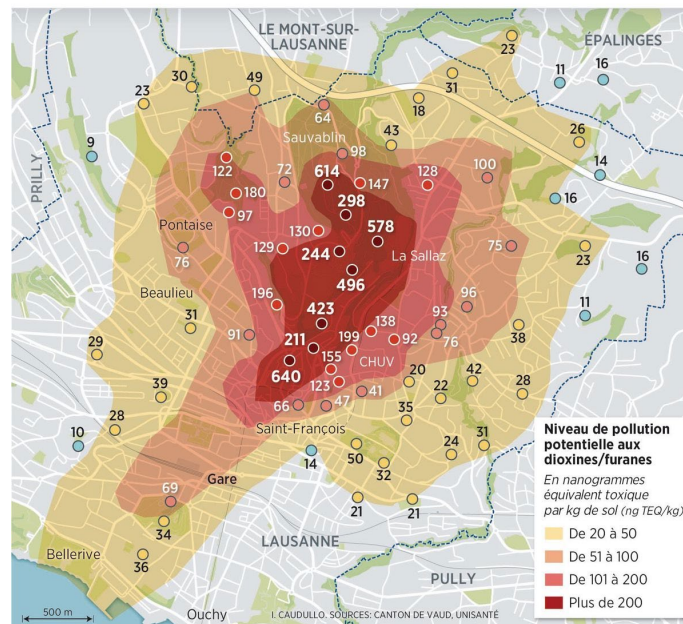 LE MONT-SUR-
LAUSANNE
ÉPALINGES
23
30
49
23
31
11
16
64
18
Sauvablin
43
26
9
98
122
72
614
147
128
100
14
PRILLY
180
298
16
97
Pontaise
130
578
76
129
244
La Sallaz
75
23
496
16
Beaulieu
196
96
11
423
138
93
31
91
211
199
92
76
38
29
155
CHUV
640
123
20
42
39
41
22
28
66
47
35
28
Saint-François
10
14
50
24
31
32
Gare
69
21
21
34
LAUSANNE
Bellerive
36
PULLY
Ouchy
500 m
I. CAUDULLO. SOURCES: CANTON DE VAUD, UNISANTÉ
Niveau de pollution
potentielle aux
dioxines/furanes
En nanogrammes
équivalent toxique
par kg de sol (ng TEQ/kg)
De 20 à 50
De 51 à 100
De 101 à 200
Plus de 200